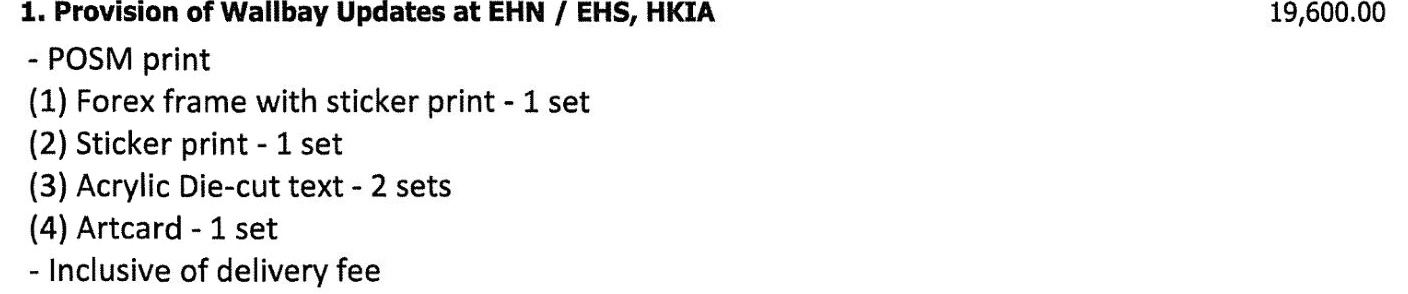 1. Provision of Wallbay Updates at EHN / EHS, HKIA 19,600.00
- POSM print
(1) Forex frame with sticker print - 1 set
(2) Sticker print - 1 set
(3) Acrylic Die-cut text - 2 sets
(4) Artcard - 1 set
- Inclusive of delivery fee